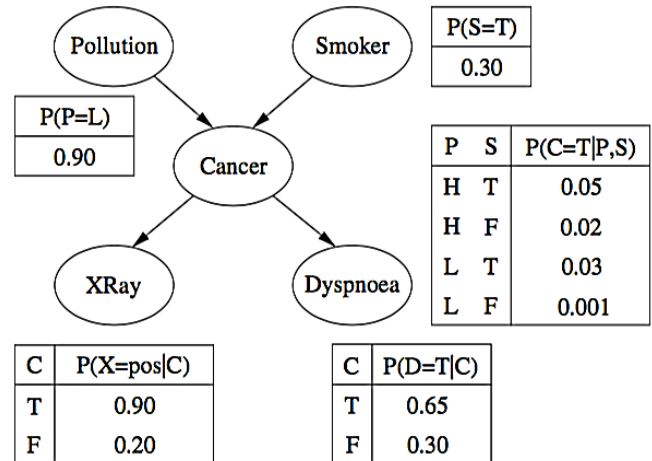 Pollution
Smoker
P(S=T)
0.30
P(P=L)
0.90
Cancer
P S P(C=T|P,S)
H T 0.05
H F 0.02
L T 0.03
L F 0.001
XRay
Dyspnoea
C P(X=pos|C)
T 0.90
F 0.20
C P(D=T|C)
T 0.65
F 0.30